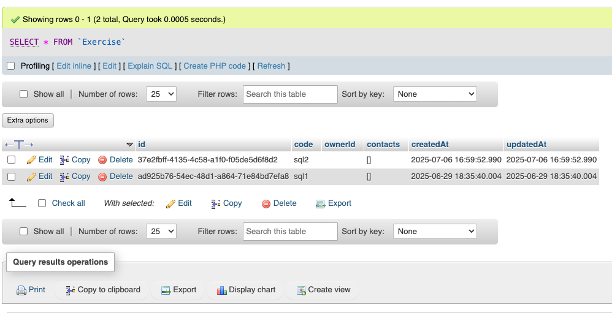 Showing rows 0 - 1 (2 total, Query took 0.0005 seconds.)
SELECT * FROM `Exercise`
Profiling [ Edit inline ] [ Edit ] [ Explain SQL ] [ Create PHP code ] [ Refresh ]
Show all | Number of rows: 25 Filter rows: Search this table Sort by key: None
Extra options
id code ownerId contacts createdAt updatedAt
Edit Copy Delete 37e2fbff-4135-4c58-a1f0-f05de5d6f8d2 sql2 [] 2025-07-06 16:59:52.990 2025-07-06 16:59:52.990
Edit Copy Delete ad925b76-54ec-48d1-a864-71e84bd7efa8 sql1 [] 2025-06-29 18:35:40.004 2025-06-29 18:35:40.004
Check all With selected: Edit Copy Delete Export
Show all | Number of rows: 25 Filter rows: Search this table Sort by key: None
Query results operations
Print Copy to clipboard Export Display chart Create view